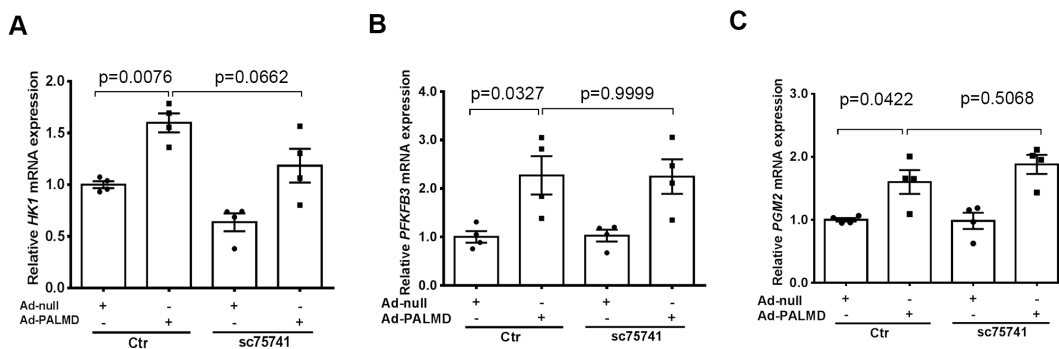 A
p=0.0076 p=0.0662
Relative HK1 mRNA expression
2.0
1.5
1.0
0.5
0.0
Ad-null + - + -
Ad-PALMD - + - +
Ctr sc75741
B
p=0.0327 p=0.9999
Relative PFKFB3 mRNA expression
4.0
3.0
2.0
1.0
0.0
Ad-null + - + -
Ad-PALMD - + - +
Ctr sc75741
C
p=0.0422 p=0.5068
Relative PGM2 mRNA expression
3.0
2.0
1.0
0.0
Ad-null + - + -
Ad-PALMD - + - +
Ctr sc75741